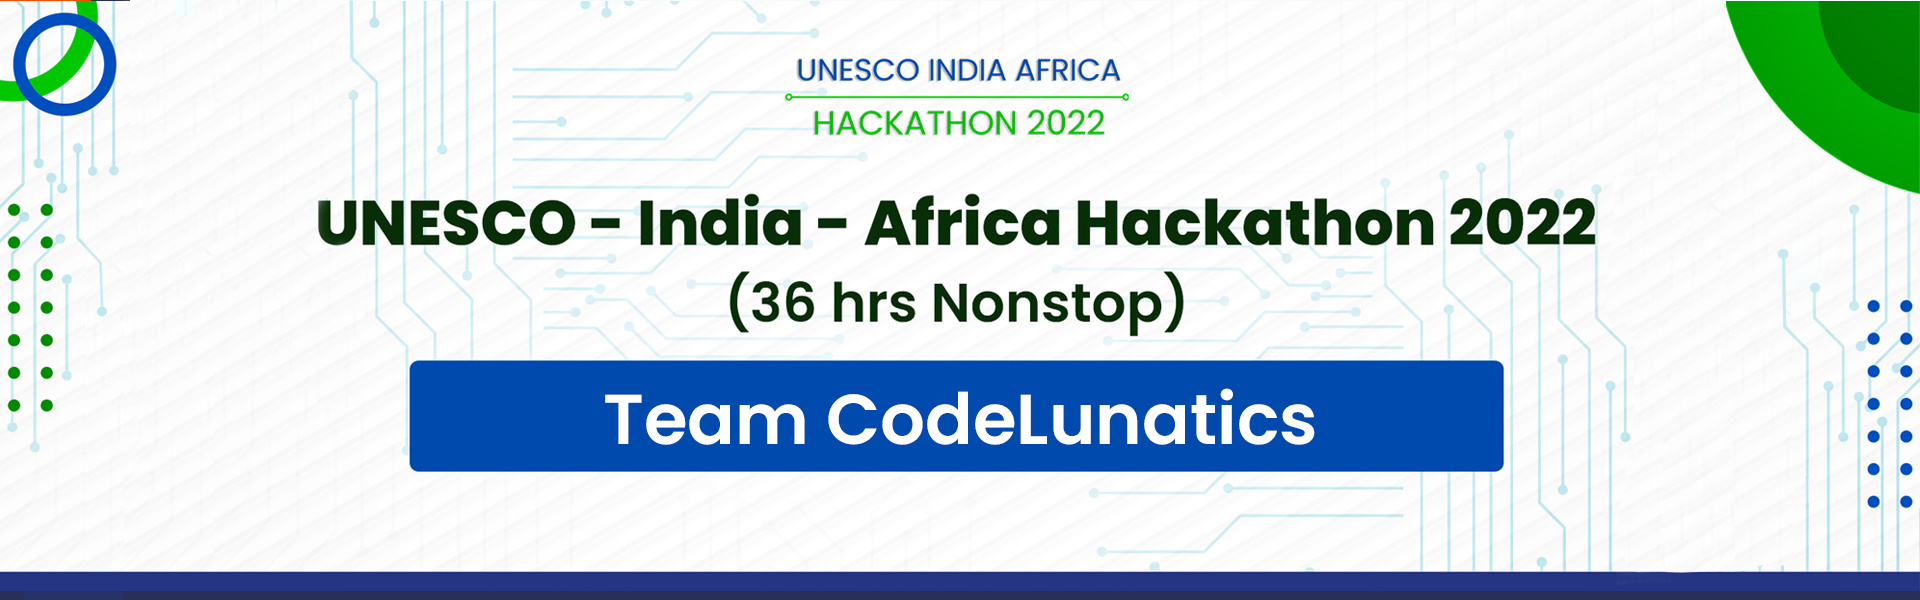 UNESCO INDIA AFRICA
HACKATHON 2022
UNESCO - India - Africa Hackathon 2022
(36 hrs Nonstop)
Team CodeLunatics